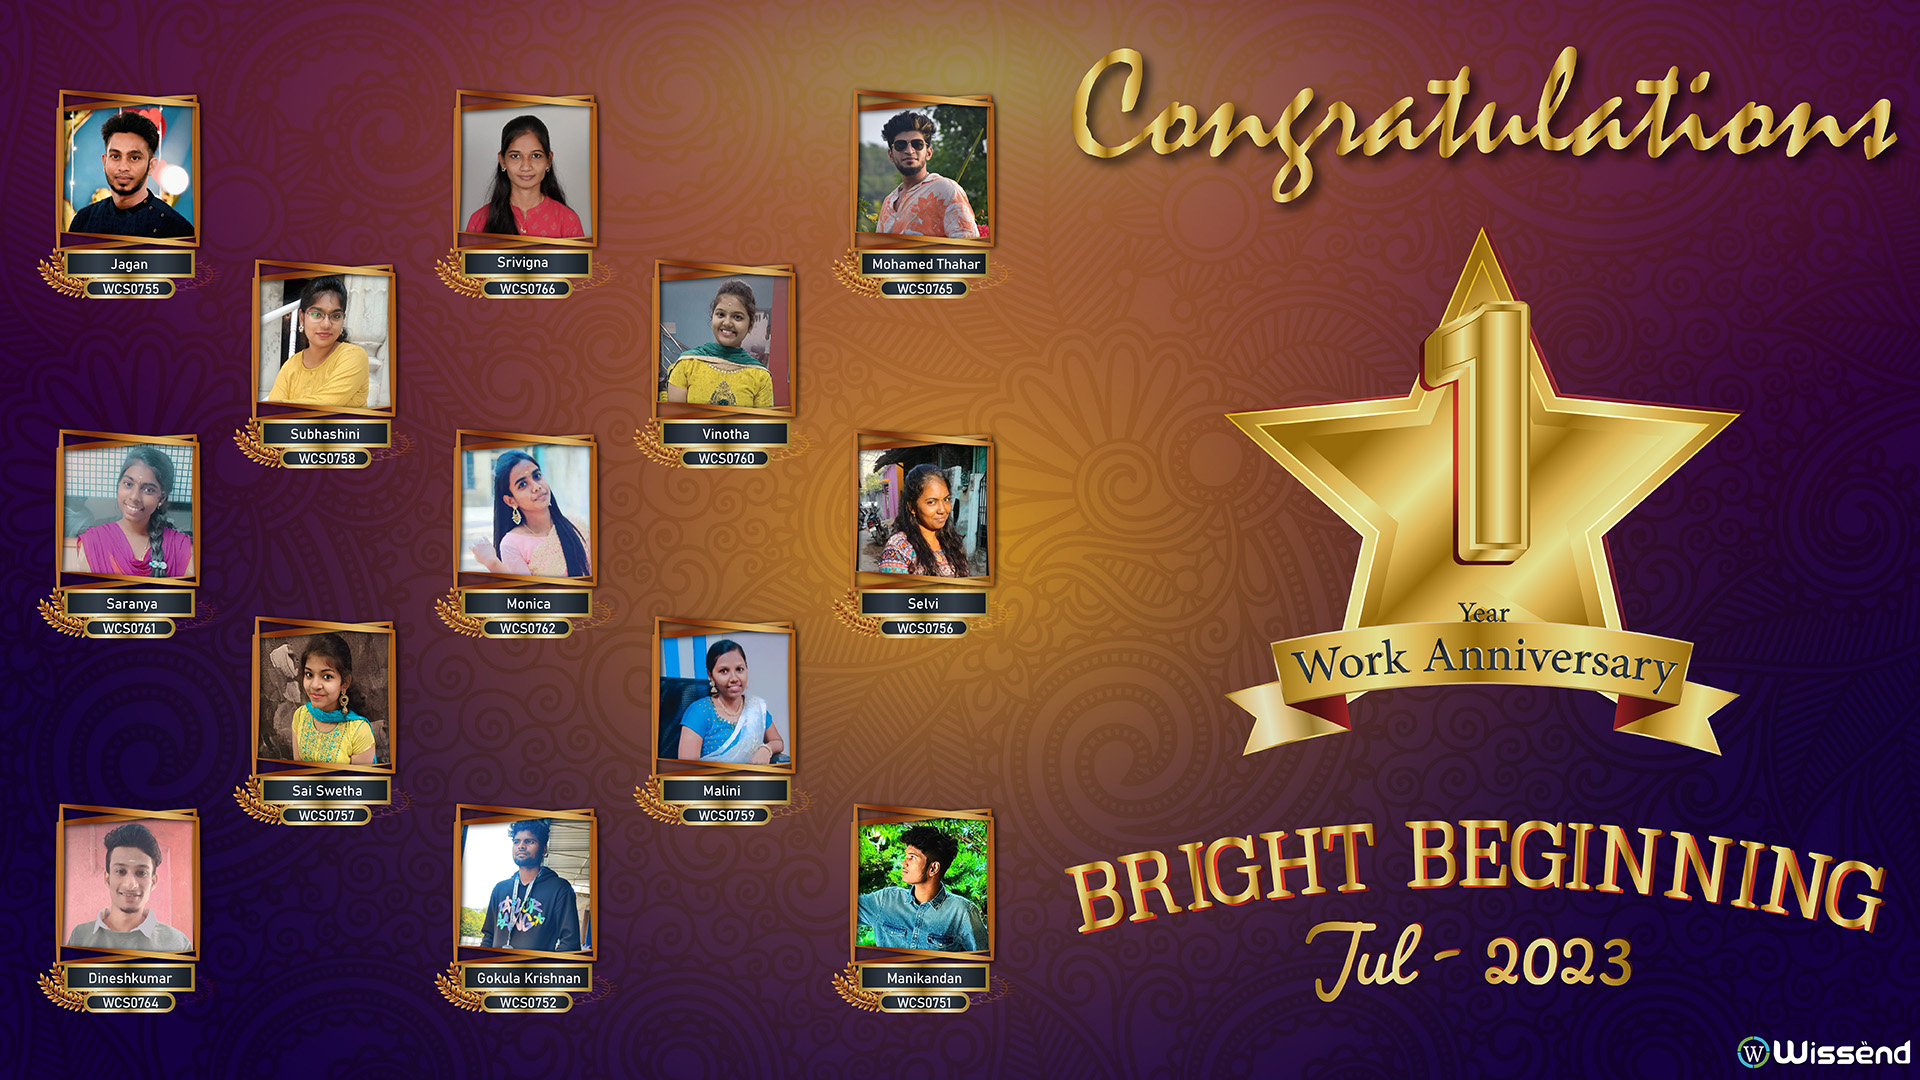 Congratulations
Jagan
WCS0755
Srivigna
WCS0766
Mohamed Thahar
WCS0765
Subhashini
WCS0758
Vinotha
WCS0760
Saranya
WCS0761
Monica
WCS0762
Selvi
WCS0756
Sai Swetha
WCS0757
Malini
WCS0759
Dineshkumar
WCS0764
Gokula Krishnan
WCS0752
Manikandan
WCS0751
1
Year
Work Anniversary
BRIGHT BEGINNING
Jul - 2023
W Wissènd